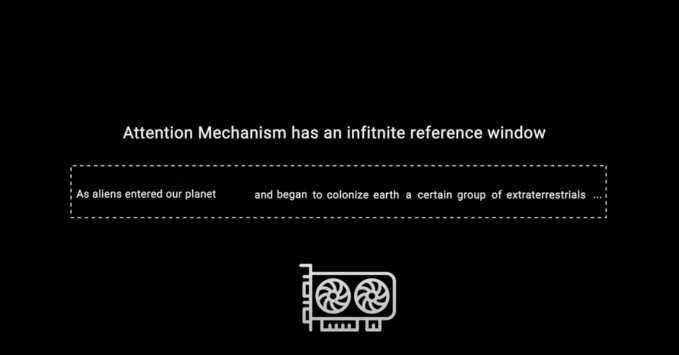 Attention Mechanism has an infitnite reference window
As aliens entered our planet and began to colonize earth a certain group of extraterrestrials ...